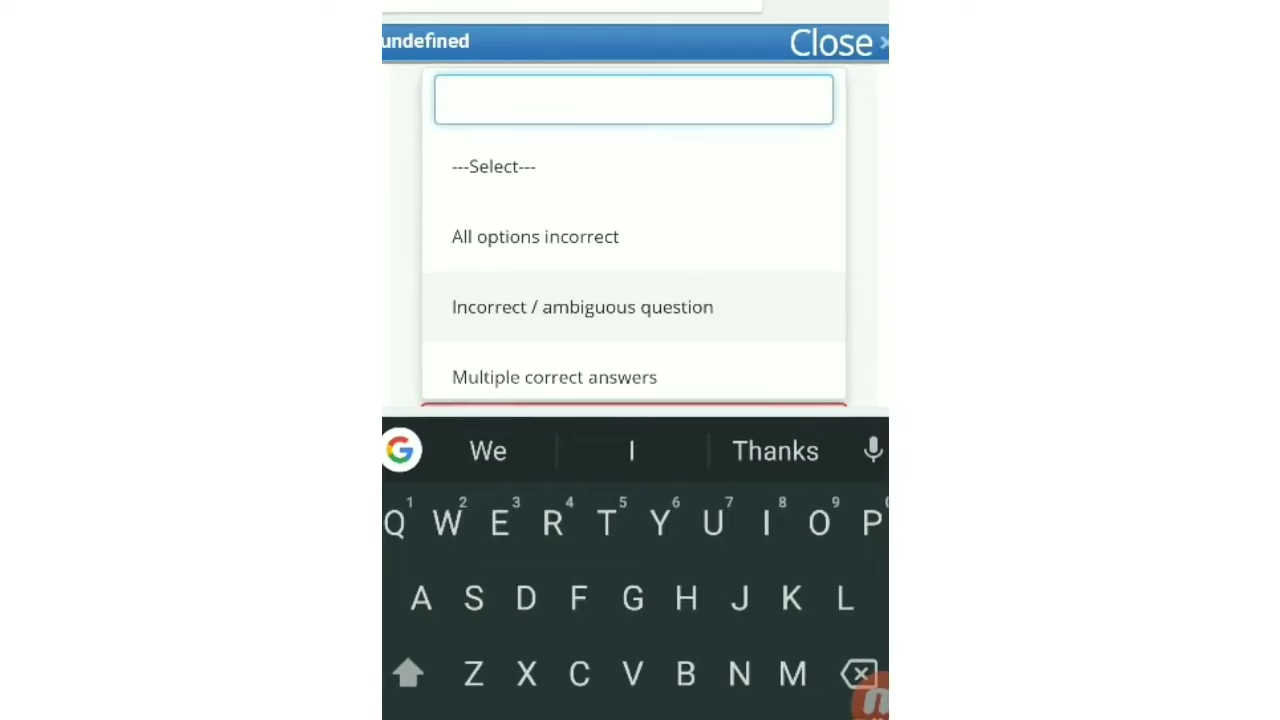 undefined Close ×
---Select---
All options incorrect
Incorrect / ambiguous question
Multiple correct answers
G We I Thanks
1 2 3 4 5 6 7 8 9
Q W E R T Y U I O P
A S D F G H J K L
Z X C V B N M